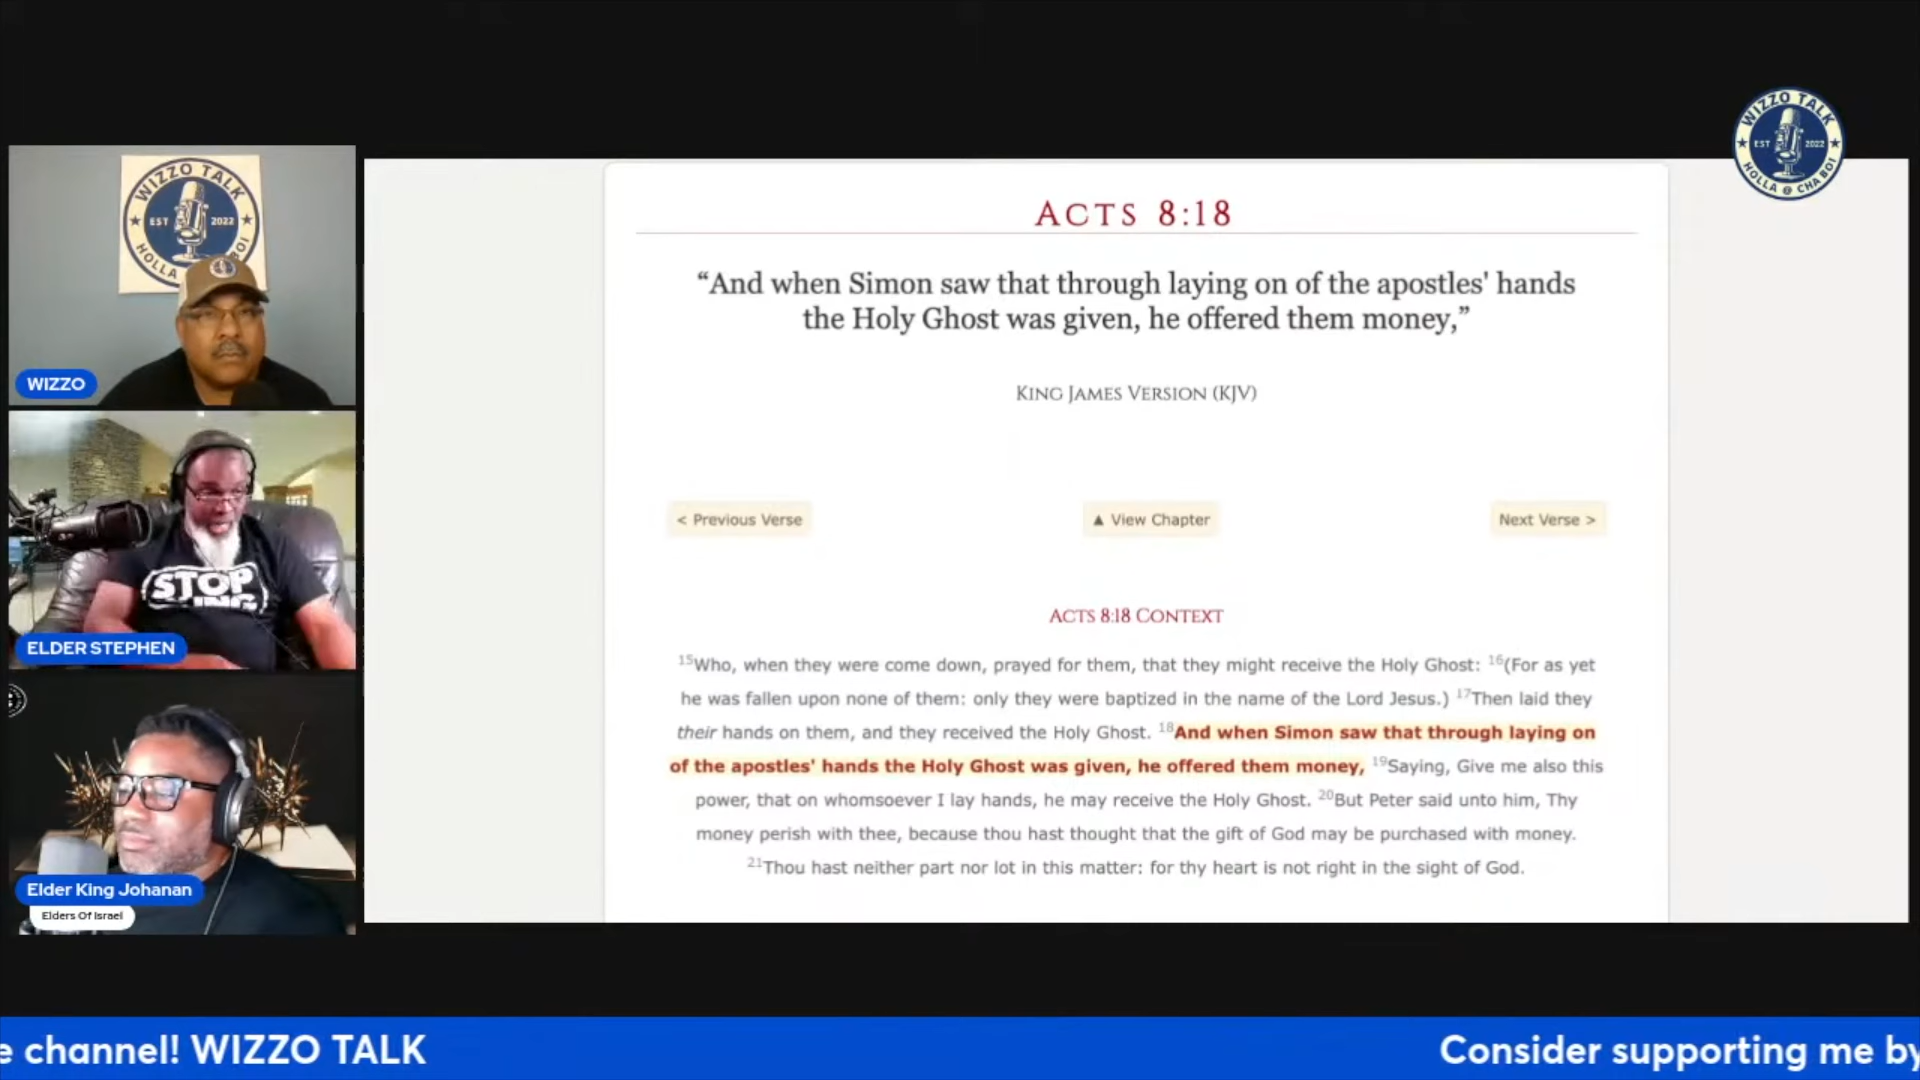 WIZZO TALK
EST 2022
HOLLA @ CHA BOI
WIZZO TALK
EST 2022
HOLLA
BOI
WIZZO
STOP
ELDER STEPHEN
Elder King Johanan
Elders Of Israel
ACTS 8:18
“And when Simon saw that through laying on of the apostles' hands
the Holy Ghost was given, he offered them money,”
KING JAMES VERSION (KJV)
< Previous Verse
▲ View Chapter
Next Verse >
ACTS 8:18 CONTEXT
15Who, when they were come down, prayed for them, that they might receive the Holy Ghost: 16(For as yet
he was fallen upon none of them: only they were baptized in the name of the Lord Jesus.) 17Then laid they
their hands on them, and they received the Holy Ghost. 18And when Simon saw that through laying on
of the apostles' hands the Holy Ghost was given, he offered them money, 19Saying, Give me also this
power, that on whomsoever I lay hands, he may receive the Holy Ghost. 20But Peter said unto him, Thy
money perish with thee, because thou hast thought that the gift of God may be purchased with money.
21Thou hast neither part nor lot in this matter: for thy heart is not right in the sight of God.
e channel! WIZZO TALK
Consider supporting me by